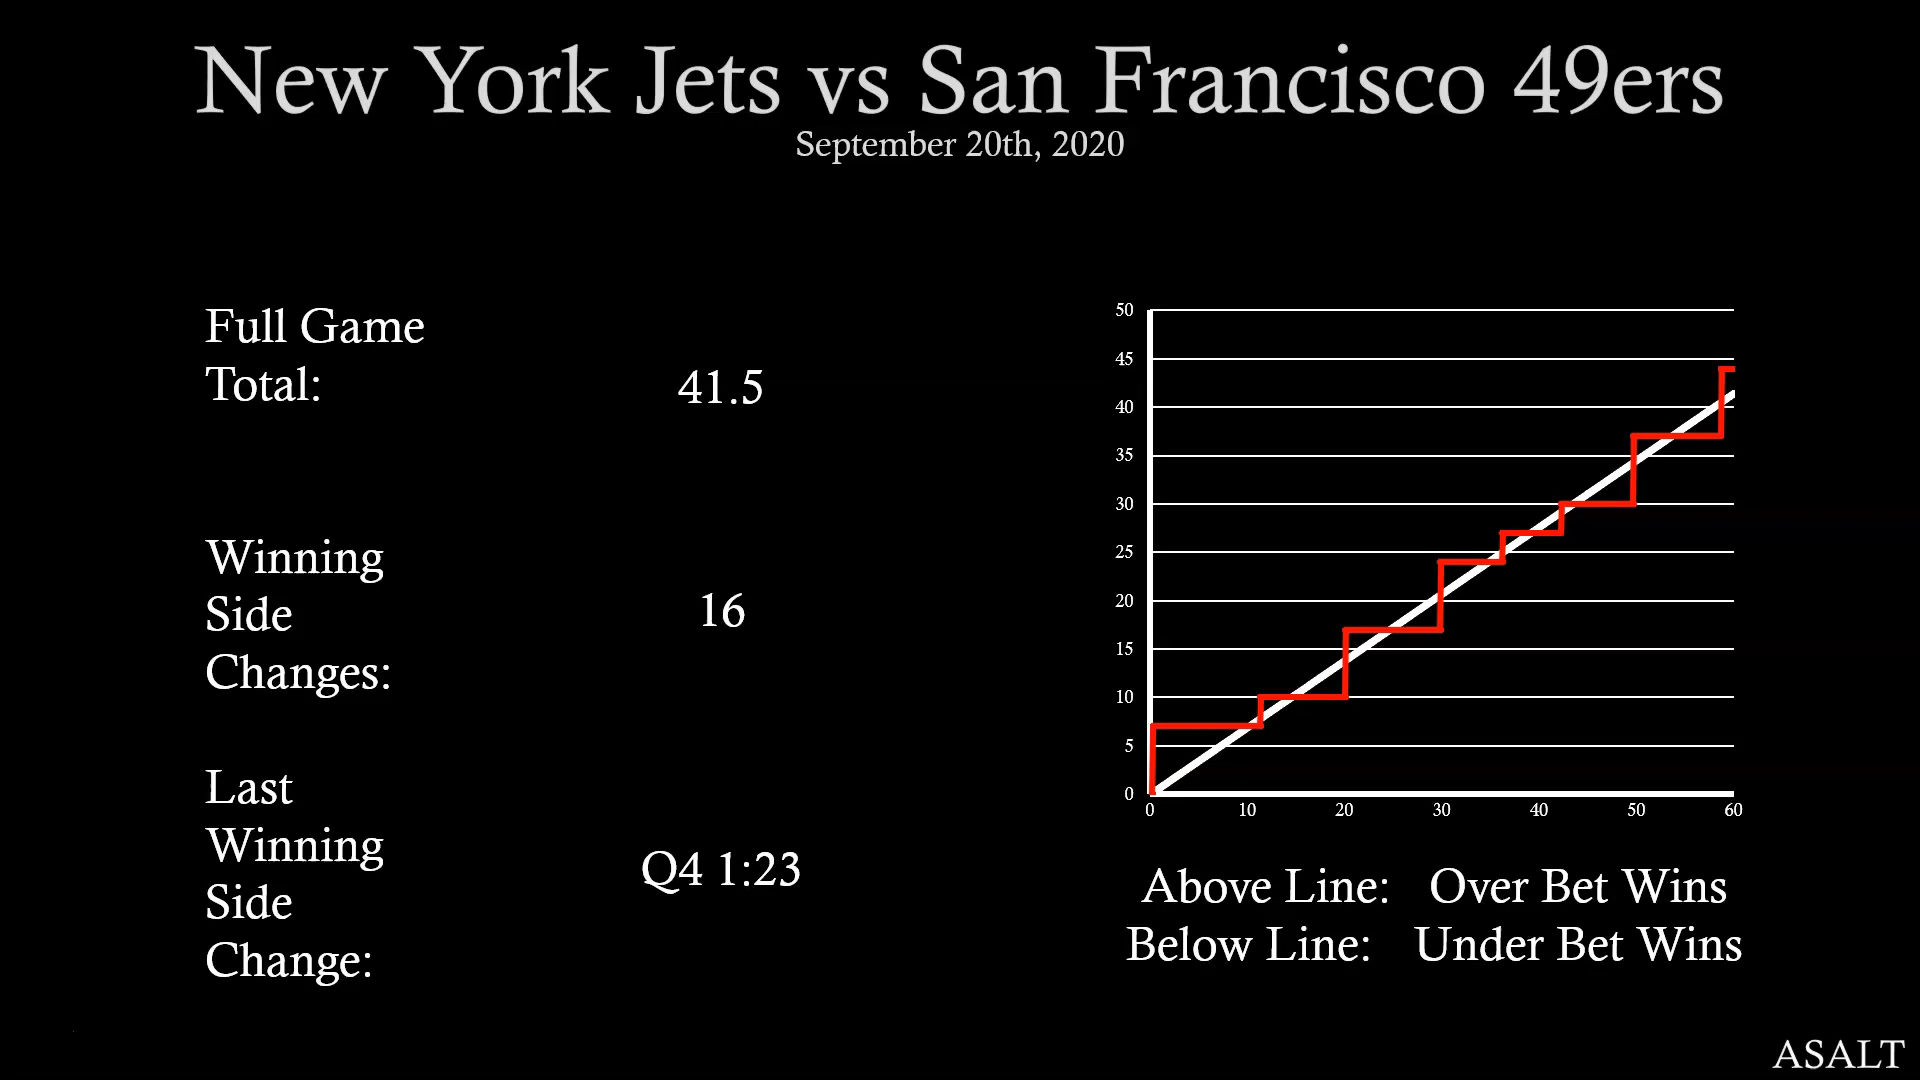 New York Jets vs San Francisco 49ers
September 20th, 2020
Full Game
Total:
41.5
Winning
Side
Changes:
16
Last
Winning
Side
Change:
Q4 1:23
50
45
40
35
30
25
20
15
10
5
0
0 10 20 30 40 50 60
Above Line: Over Bet Wins
Below Line: Under Bet Wins
ASALT